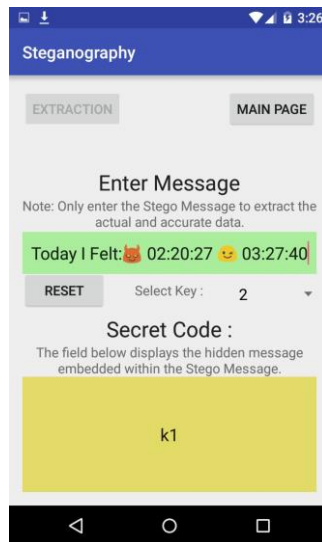 3:26
Steganography
EXTRACTION
MAIN PAGE
Enter Message
Note: Only enter the Stego Message to extract the
actual and accurate data.
Today I Felt:👹 02:20:27 😉 03:27:40
RESET
Select Key :
2
Secret Code :
The field below displays the hidden message
embedded within the Stego Message.
k1